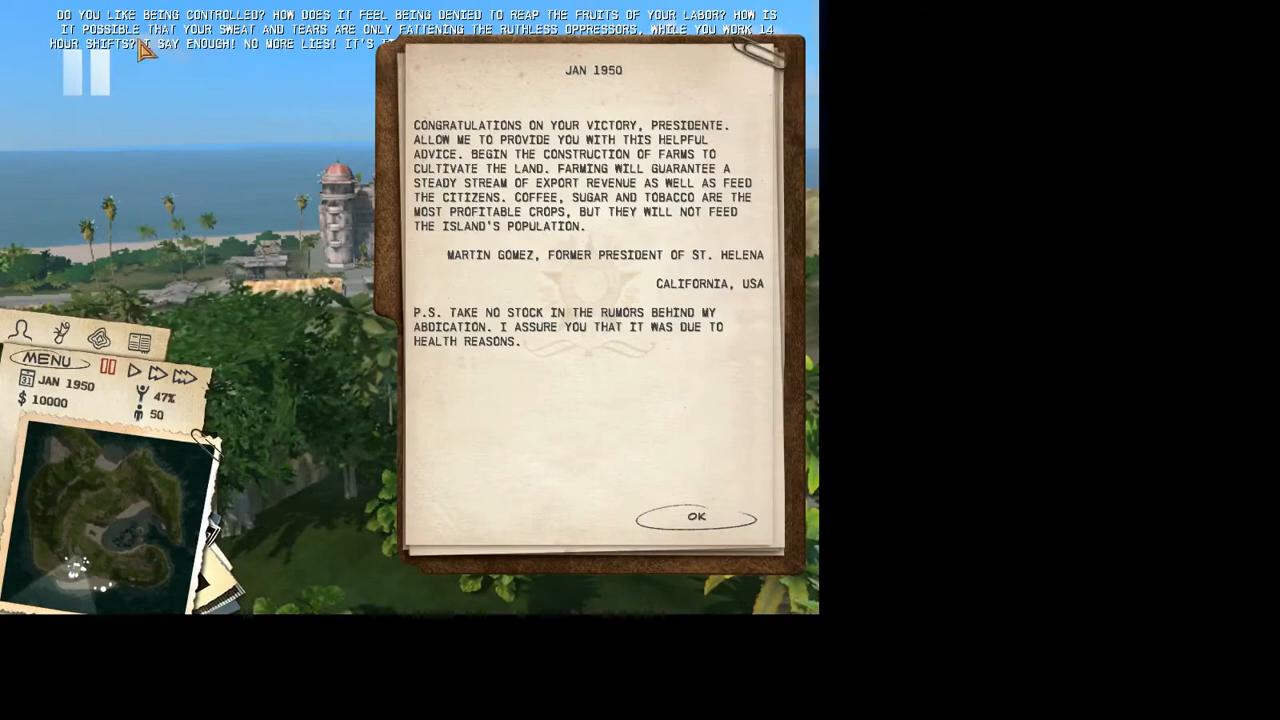 DO YOU LIKE BEING CONTROLLED? HOW DOES IT FEEL BEING DENIED TO REAP THE FRUITS OF YOUR LABOR? HOW IS
IT POSSIBLE THAT YOUR SWEAT AND TEARS ARE ONLY FATTENING THE RUTHLESS OPPRESSORS, WHILE YOU WORK 14
HOUR SHIFTS? I SAY ENOUGH! NO MORE LIES! IT'S
JAN 1950
CONGRATULATIONS ON YOUR VICTORY, PRESIDENTE.
ALLOW ME TO PROVIDE YOU WITH THIS HELPFUL
ADVICE. BEGIN THE CONSTRUCTION OF FARMS TO
CULTIVATE THE LAND. FARMING WILL GUARANTEE A
STEADY STREAM OF EXPORT REVENUE AS WELL AS FEED
THE CITIZENS. COFFEE, SUGAR AND TOBACCO ARE THE
MOST PROFITABLE CROPS, BUT THEY WILL NOT FEED
THE ISLAND'S POPULATION.
MARTIN GOMEZ, FORMER PRESIDENT OF ST. HELENA
CALIFORNIA, USA
P.S. TAKE NO STOCK IN THE RUMORS BEHIND MY
ABDICATION. I ASSURE YOU THAT IT WAS DUE TO
HEALTH REASONS.
OK
MENU
31 JAN 1950
$ 10000
47%
50